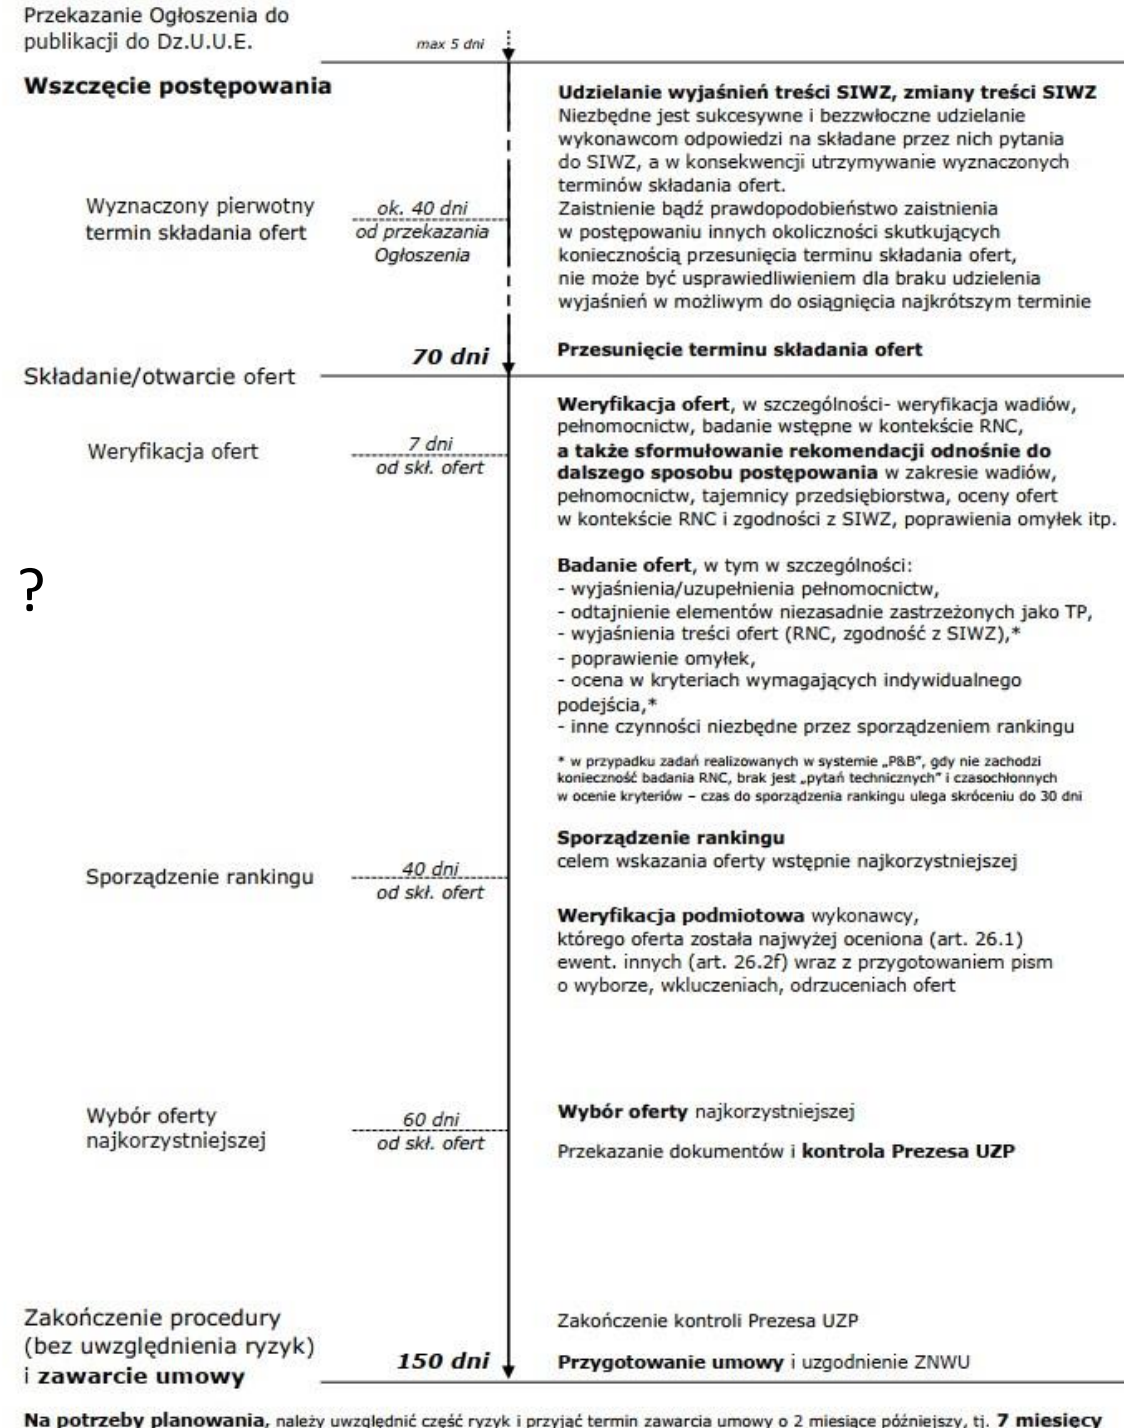 Przekazanie Ogłoszenia do
publikacji do Dz.U.U.E.
max 5 dni
Wszczęcie postępowania
Udzielanie wyjaśnień treści SIWZ, zmiany treści SIWZ
Niezbędne jest sukcesywne i bezzwłoczne udzielanie
wykonawcom odpowiedzi na składane przez nich pytania
do SIWZ, a w konsekwencji utrzymywanie wyznaczonych
terminów składania ofert.
Wyznaczony pierwotny
termin składania ofert
ok. 40 dni
od przekazania
Ogłoszenia
Zaistnienie bądź prawdopodobieństwo zaistnienia
w postępowaniu innych okoliczności skutkujących
koniecznością przesunięcia terminu składania ofert,
nie może być usprawiedliwieniem dla braku udzielenia
wyjaśnień w możliwym do osiągnięcia najkrótszym terminie
70 dni
Przesunięcie terminu składania ofert
Składanie/otwarcie ofert
Weryfikacja ofert, w szczególności- weryfikacja wadiów,
pełnomocnictw, badanie wstępne w kontekście RNC,
a także sformułowanie rekomendacji odnośnie do
dalszego sposobu postępowania w zakresie wadiów,
pełnomocnictw, tajemnicy przedsiębiorstwa, oceny ofert
w kontekście RNC i zgodności z SIWZ, poprawienia omyłek itp.
Weryfikacja ofert
7 dni
od skł. ofert
?
Badanie ofert, w tym w szczególności:
- wyjaśnienia/uzupełnienia pełnomocnictw,
- odtajnienie elementów niezasadnie zastrzeżonych jako TP,
- wyjaśnienia treści ofert (RNC, zgodność z SIWZ),*
- poprawienie omyłek,
- ocena w kryteriach wymagających indywidualnego
podejścia,*
- inne czynności niezbędne przez sporządzeniem rankingu
* w przypadku zadań realizowanych w systemie „P&B”, gdy nie zachodzi
konieczność badania RNC, brak jest „pytań technicznych” i czasochłonnych
w ocenie kryteriów – czas do sporządzenia rankingu ulega skróceniu do 30 dni
Sporządzenie rankingu
celem wskazania oferty wstępnie najkorzystniejszej
Sporządzenie rankingu
40 dni
od skł. ofert
Weryfikacja podmiotowa wykonawcy,
którego oferta została najwyżej oceniona (art. 26.1)
ewent. innych (art. 26.2f) wraz z przygotowaniem pism
o wyborze, wkluczeniach, odrzuceniach ofert
Wybór oferty
najkorzystniejszej
60 dni
od skł. ofert
Wybór oferty najkorzystniejszej
Przekazanie dokumentów i kontrola Prezesa UZP
Zakończenie procedury
(bez uwzględnienia ryzyk)
i zawarcie umowy
150 dni
Zakończenie kontroli Prezesa UZP
Przygotowanie umowy i uzgodnienie ZNWU
Na potrzeby planowania, należy uwzględnić część ryzyk i przyjąć termin zawarcia umowy o 2 miesiące późniejszy, tj. 7 miesięcy